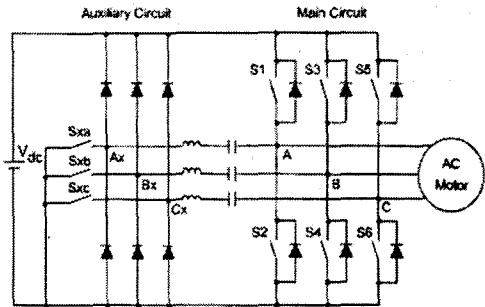 Auxiliary Circuit
Main Circuit
S1
S3
S5
Vdc
Sxa
Ax
A
Sxb
Bx
B
Sxc
Cx
C
AC
Motor
S2
S4
S6